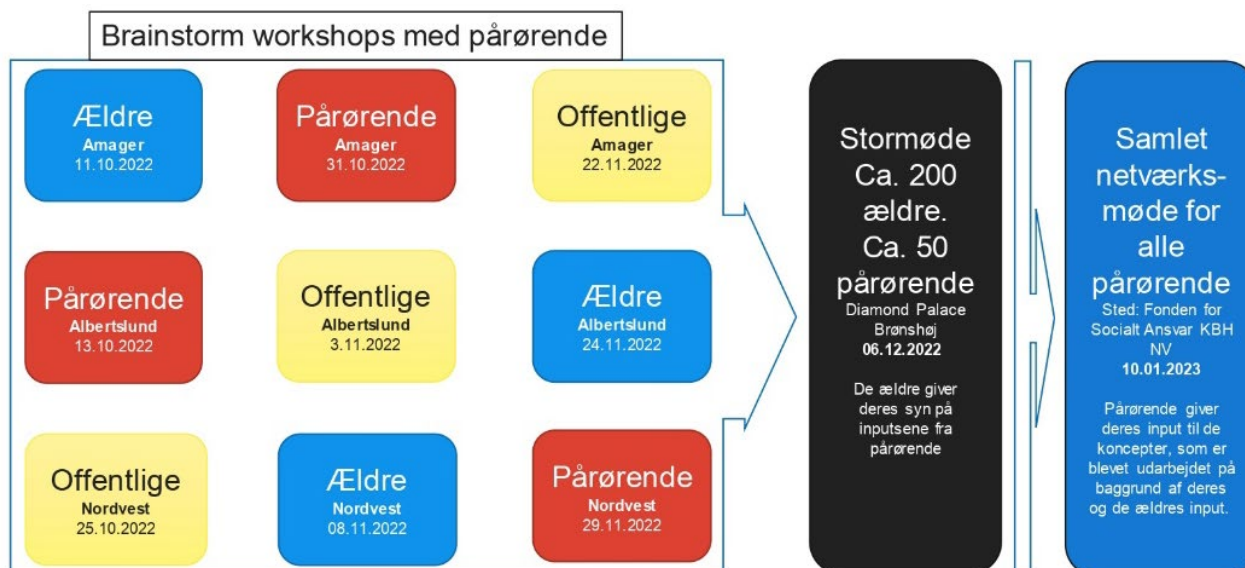 Brainstorm workshops med pårørende
Ældre
Amager
11.10.2022
Pårørende
Amager
31.10.2022
Offentlige
Amager
22.11.2022
Pårørende
Albertslund
13.10.2022
Offentlige
Albertslund
3.11.2022
Ældre
Albertslund
24.11.2022
Offentlige
Nordvest
25.10.2022
Ældre
Nordvest
08.11.2022
Pårørende
Nordvest
29.11.2022
Stormøde
Ca. 200
ældre.
Ca. 50
pårørende
Diamond Palace
Brønshøj
06.12.2022
De ældre giver
deres syn på
inputsene fra
pårørende
Samlet
netværks-
møde for
alle
pårørende
Sted: Fonden for
Socialt Ansvar KBH
NV
10.01.2023
Pårørende giver
deres input til de
koncepter, som er
blevet udarbejdet på
baggrund af deres
og de ældres input.